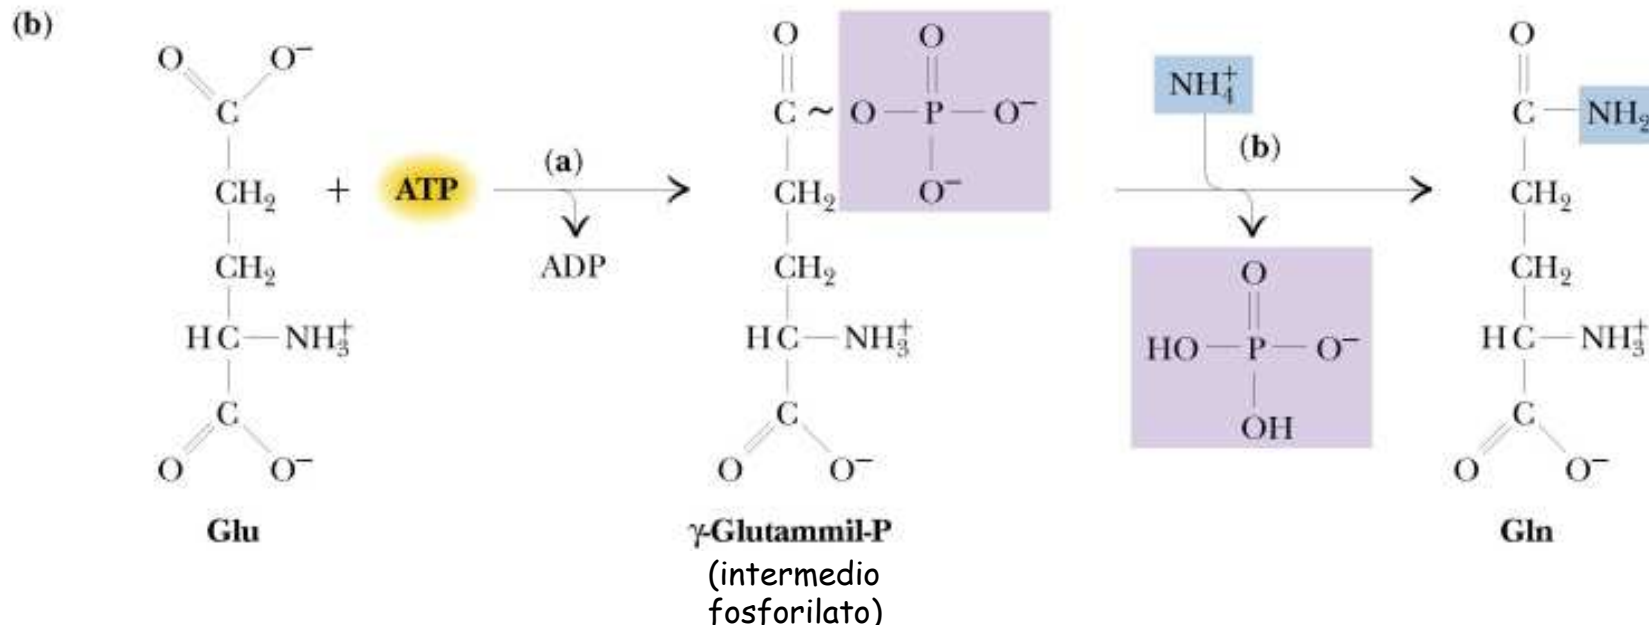 (b)
O O⁻ O O O
C NH₄⁺ C — NH₂
C ~ O — P — O⁻ (b)
CH₂ + ATP (a) CH₂ O⁻ CH₂
CH₂ ADP CH₂ O CH₂
HC — NH₃⁺ HC — NH₃⁺ HO — P — O⁻ HC — NH₃⁺
C C OH C
O O⁻ O O⁻ O O⁻
Glu γ-Glutammil-P Gln
(intermedio
fosforilato)